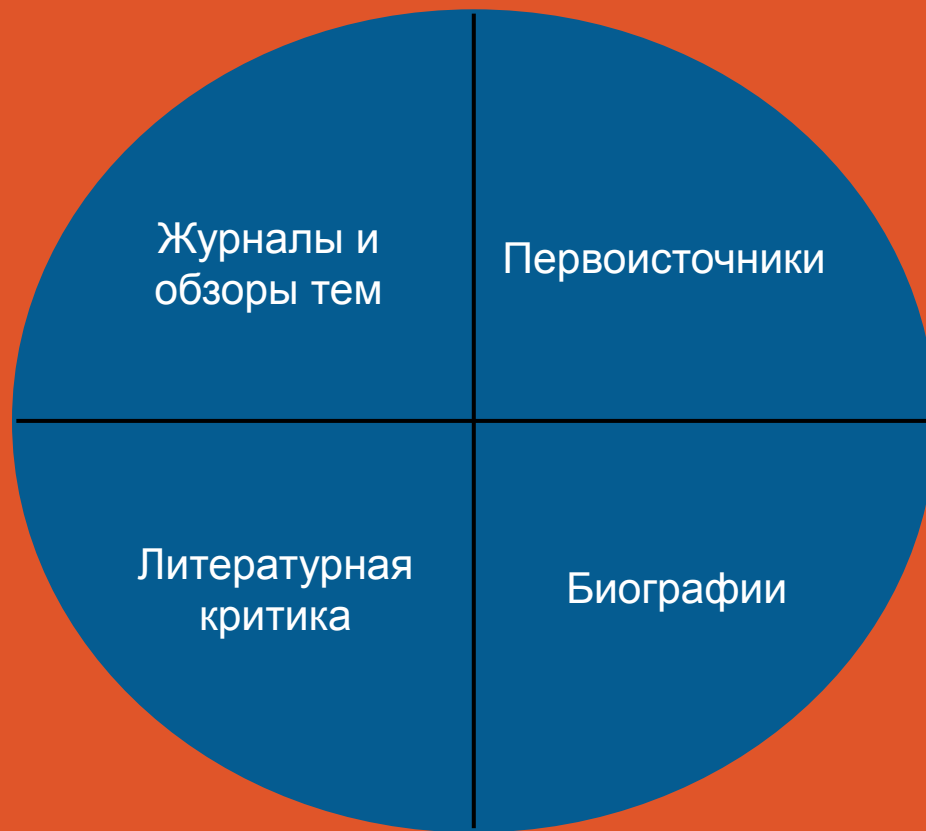 Журналы и
обзоры тем
Первоисточники
Литературная
критика
Биографии